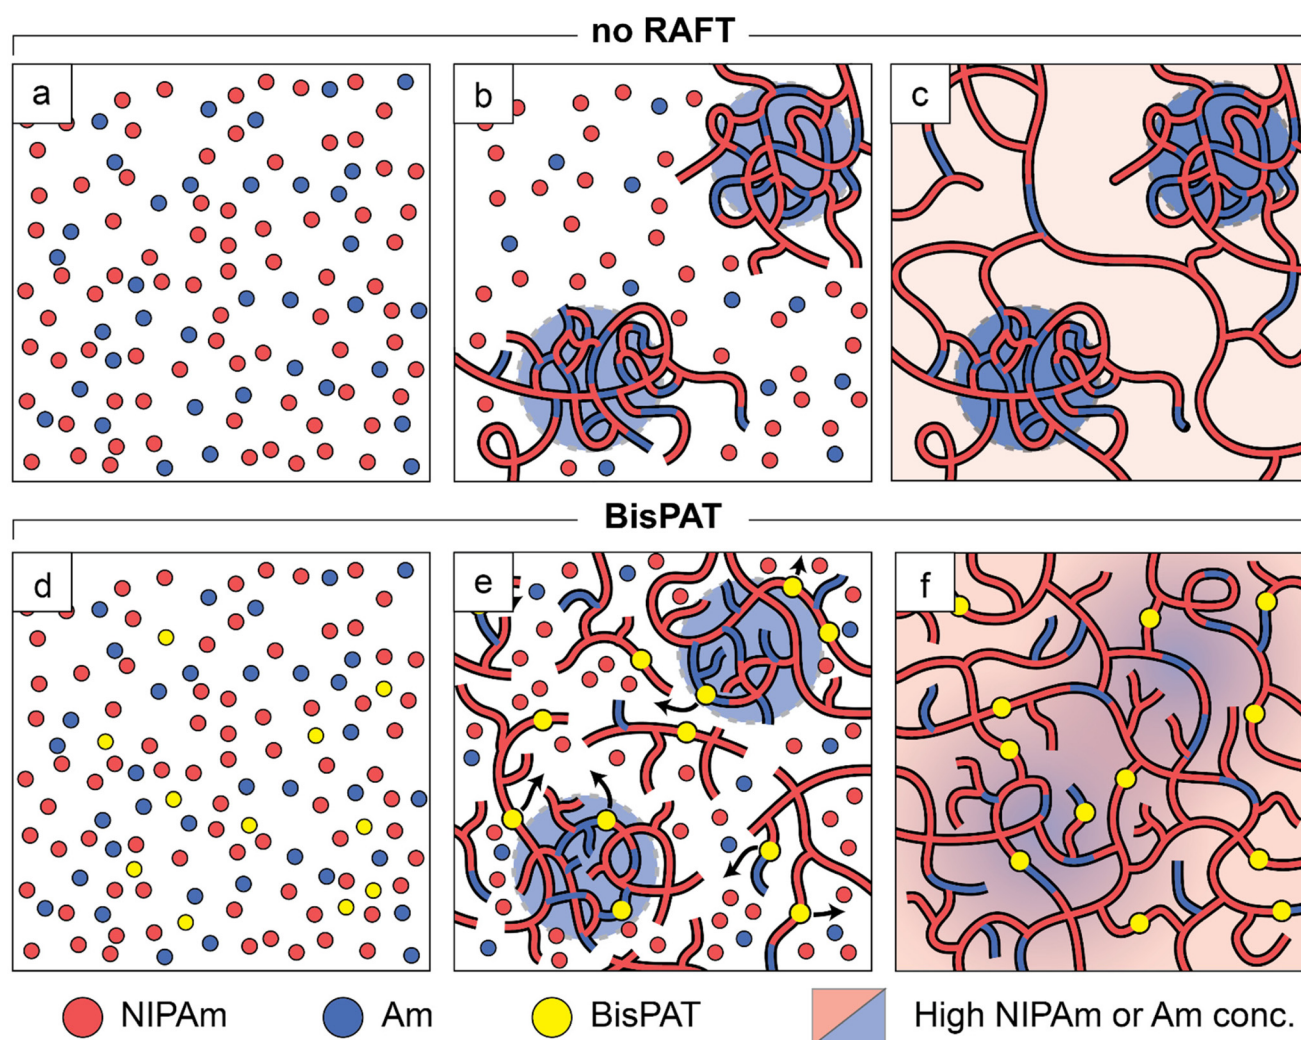 no RAFT
a
b
c
BisPAT
d
e
f
NIPAm
Am
BisPAT
High NIPAm or Am conc.